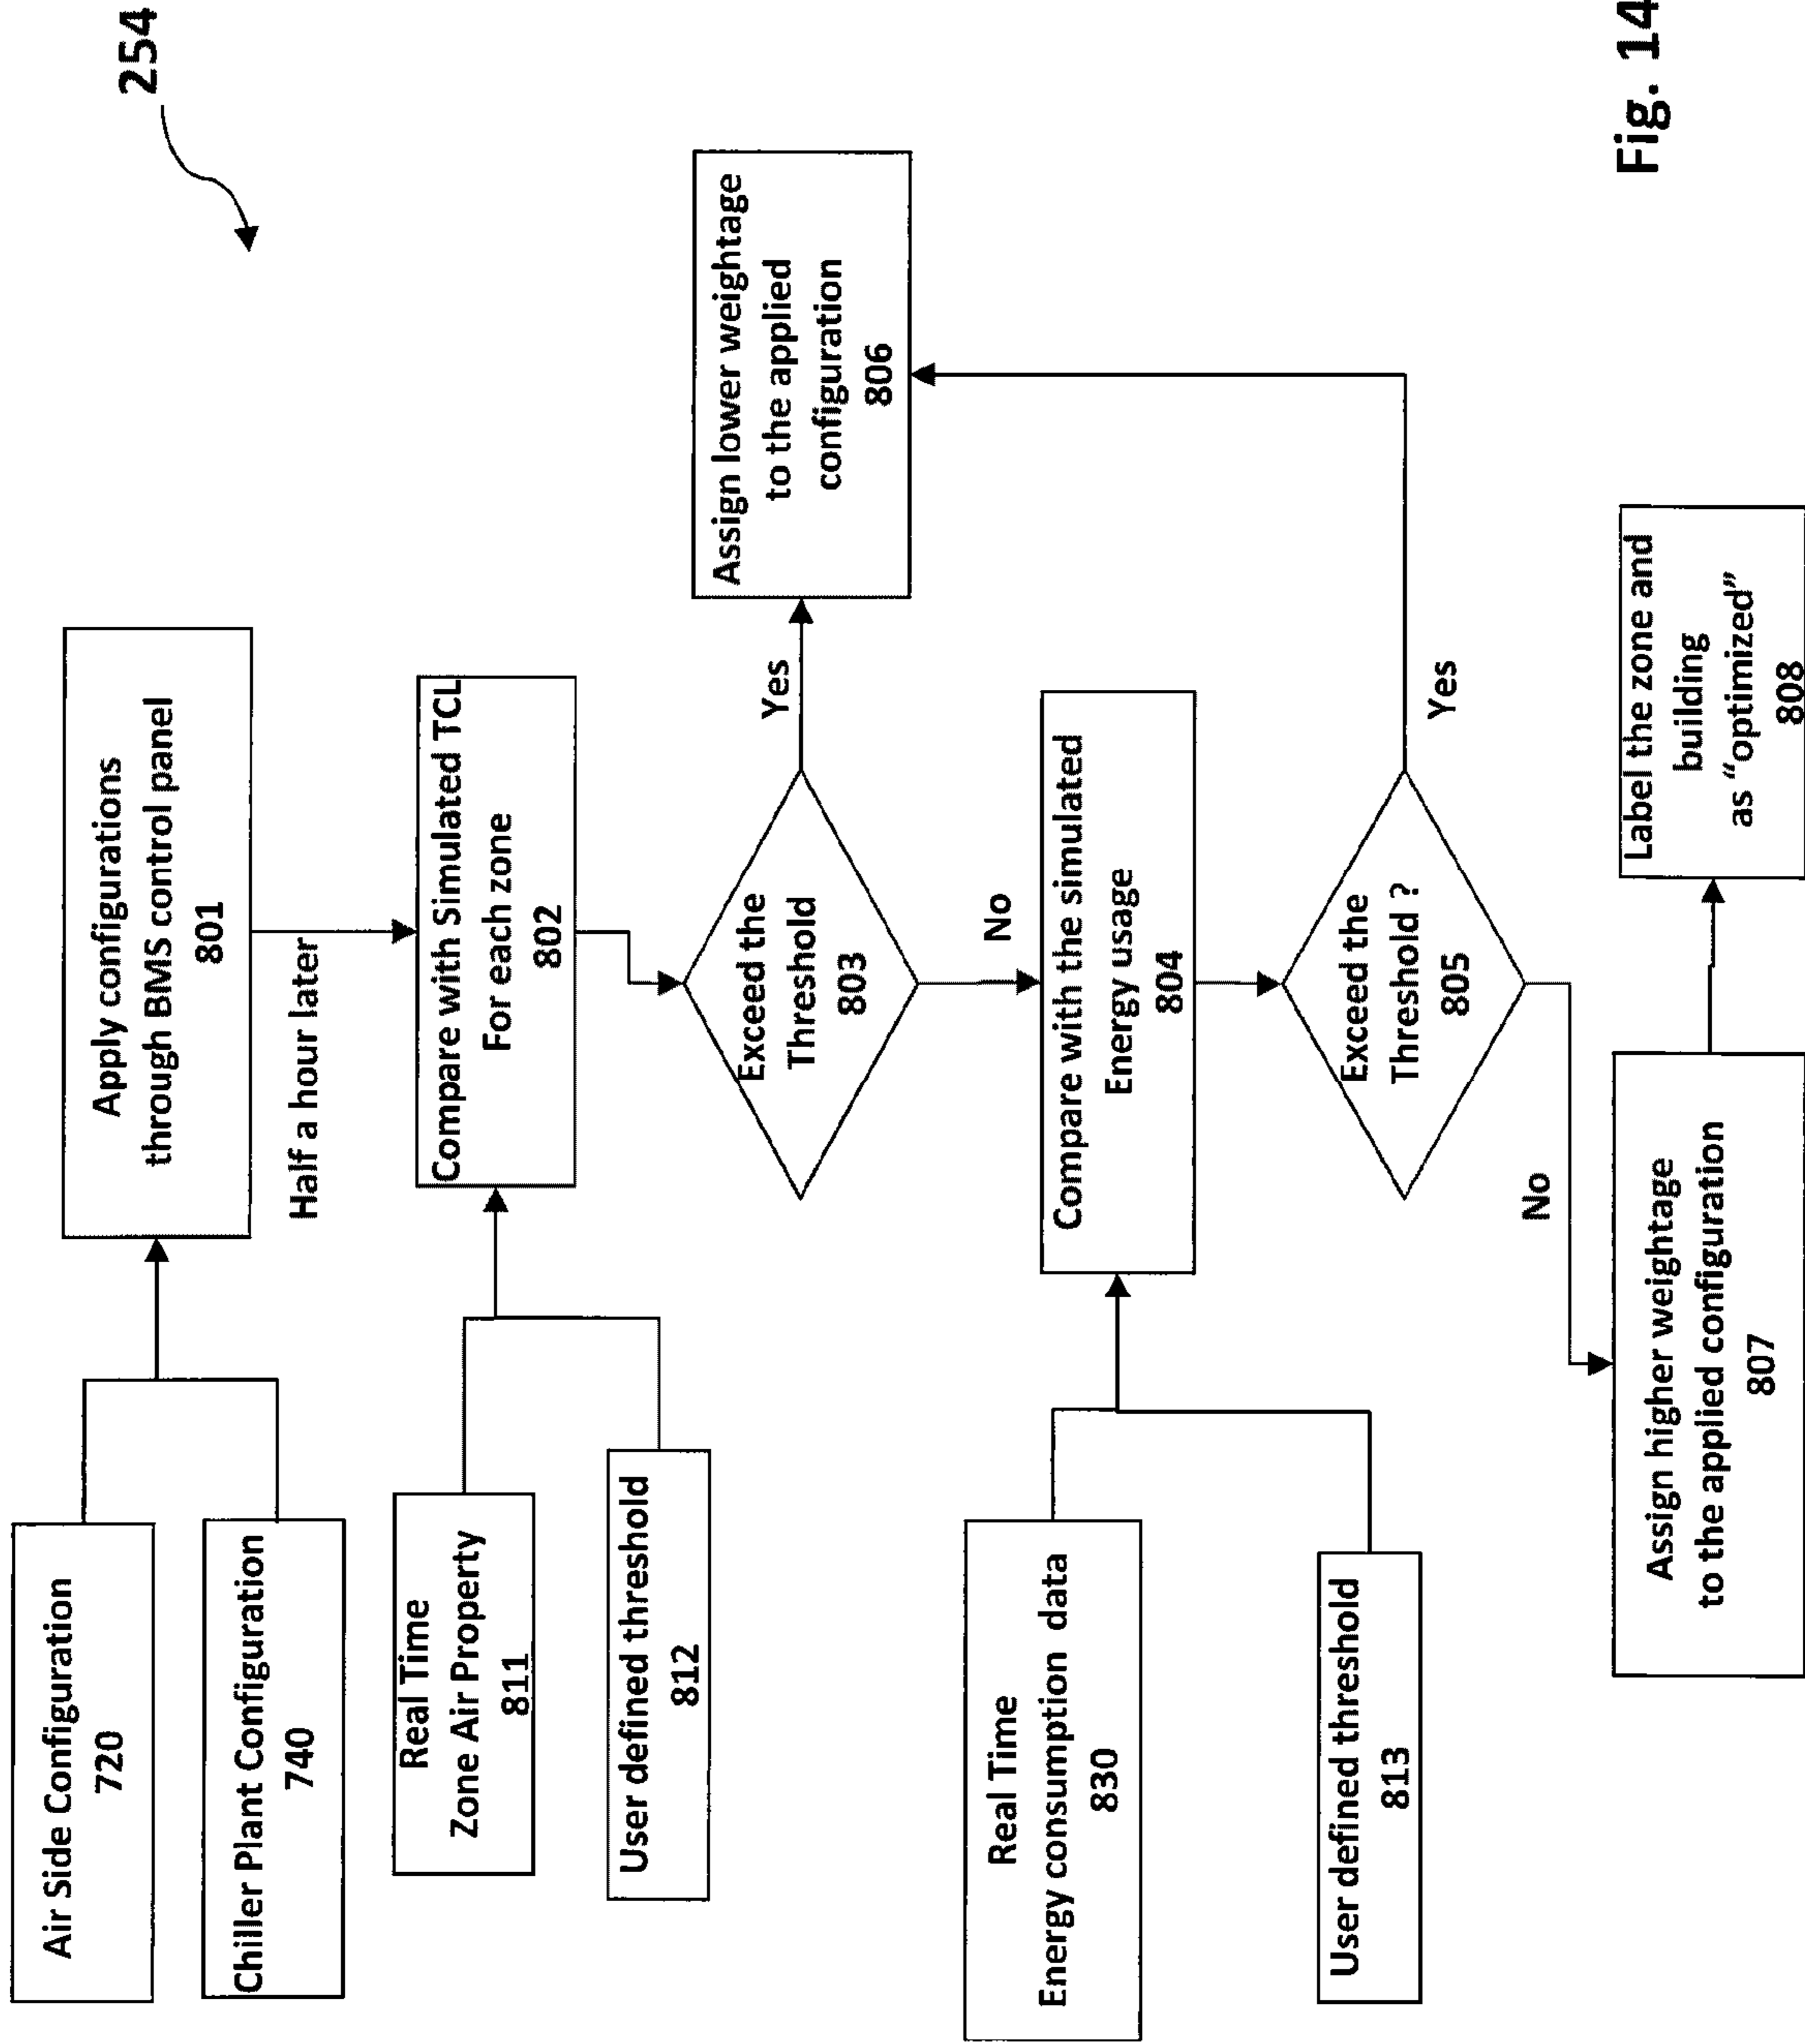 254
Air Side Configuration
720
Chiller Plant Configuration
740
Apply configurations
through BMS control panel
801
Half a hour later
Real Time
Zone Air Property
811
User defined threshold
812
Compare with Simulated TCL
For each zone
802
Exceed the
Threshold
803
Yes
Assign lower weightage
to the applied
configuration
806
No
Real Time
Energy consumption data
830
User defined threshold
813
Compare with the simulated
Energy usage
804
Exceed the
Threshold ?
805
Yes
No
Assign higher weightage
to the applied configuration
807
Label the zone and
building
as “optimized”
808
Fig. 14